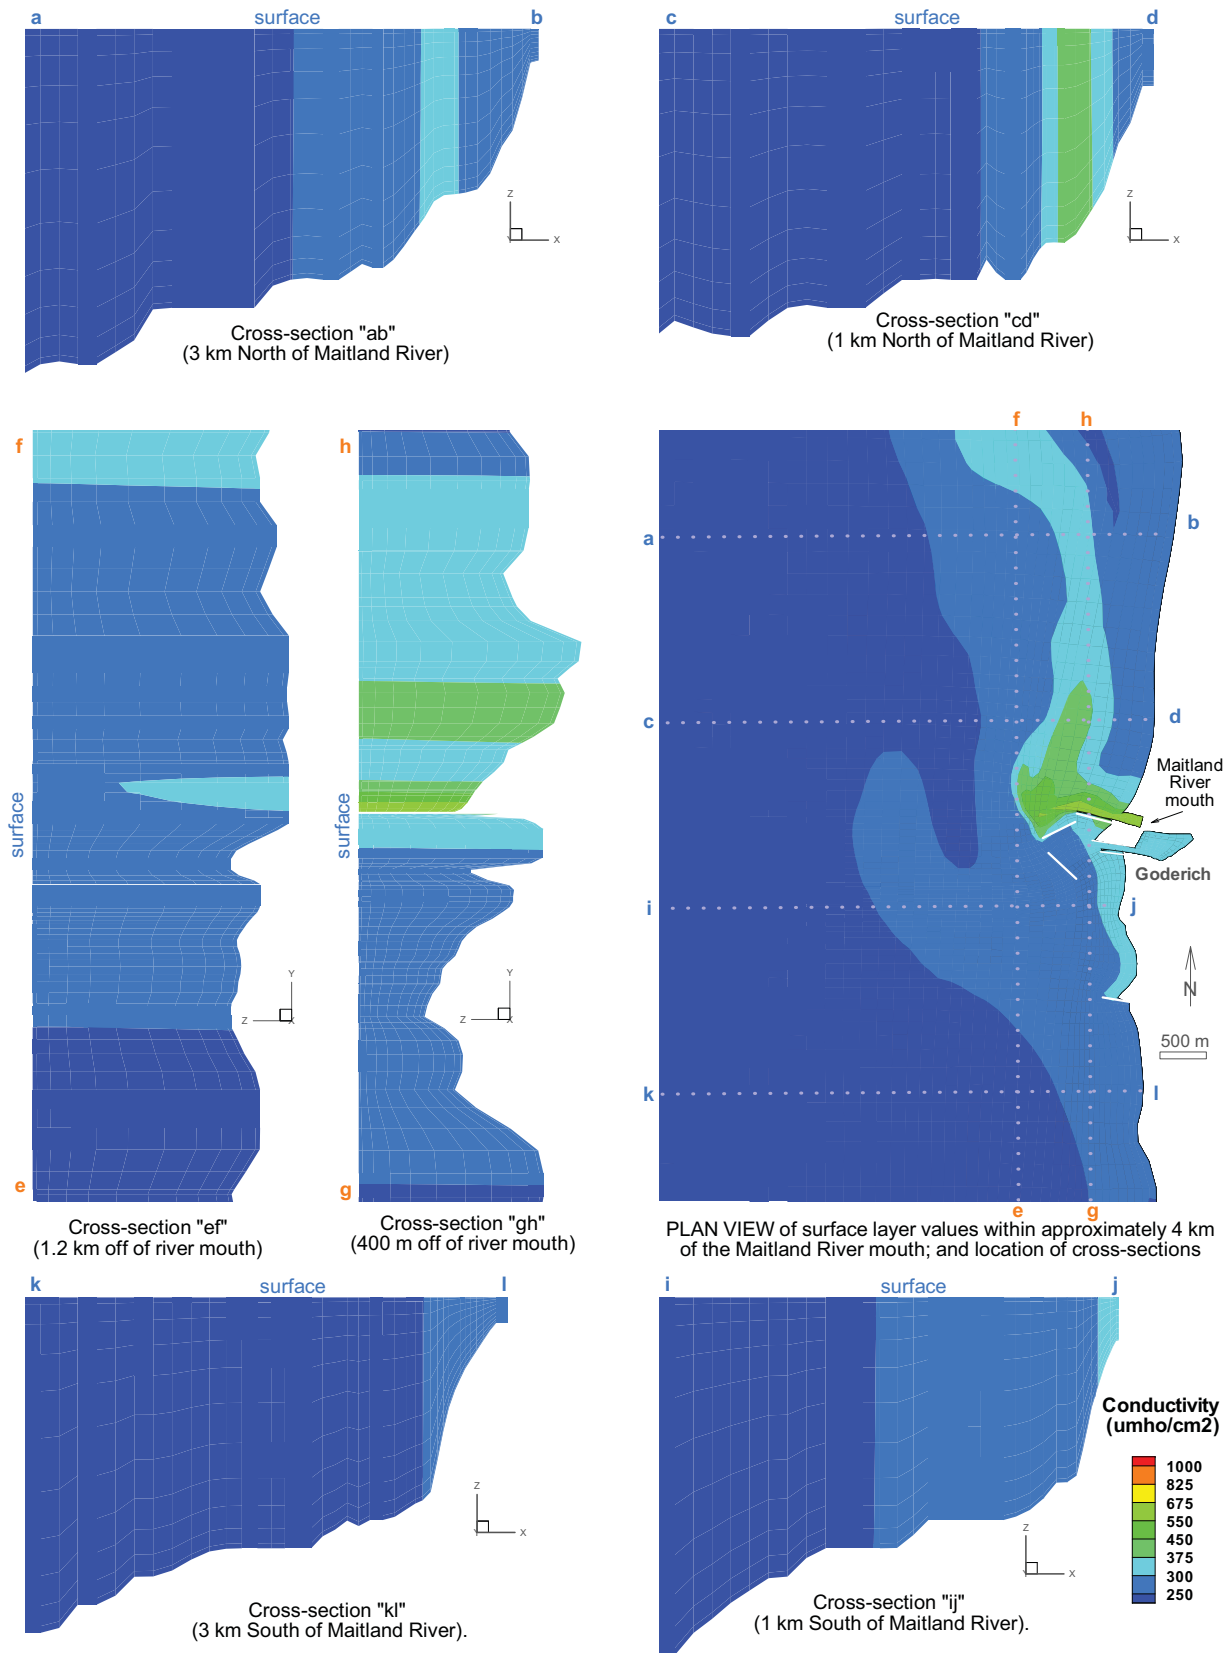 a surface b
c surface d
Z
X
Y
Z
X
Y
Cross-section "ab"
(3 km North of Maitland River)
Cross-section "cd"
(1 km North of Maitland River)
f
h
f h
a
b
c
d
surface
surface
Maitland
River
mouth
Goderich
i
j
N
500 m
k
l
Y
Z
X
Y
Z
X
e
g
e g
Cross-section "ef"
(1.2 km off of river mouth)
Cross-section "gh"
(400 m off of river mouth)
PLAN VIEW of surface layer values within approximately 4 km
of the Maitland River mouth; and location of cross-sections
k surface l
i surface j
Z
X
Y
Z
X
Y
Cross-section "kl"
(3 km South of Maitland River).
Cross-section "ij"
(1 km South of Maitland River).
Conductivity
(umho/cm2)
1000
825
675
550
450
375
300
250